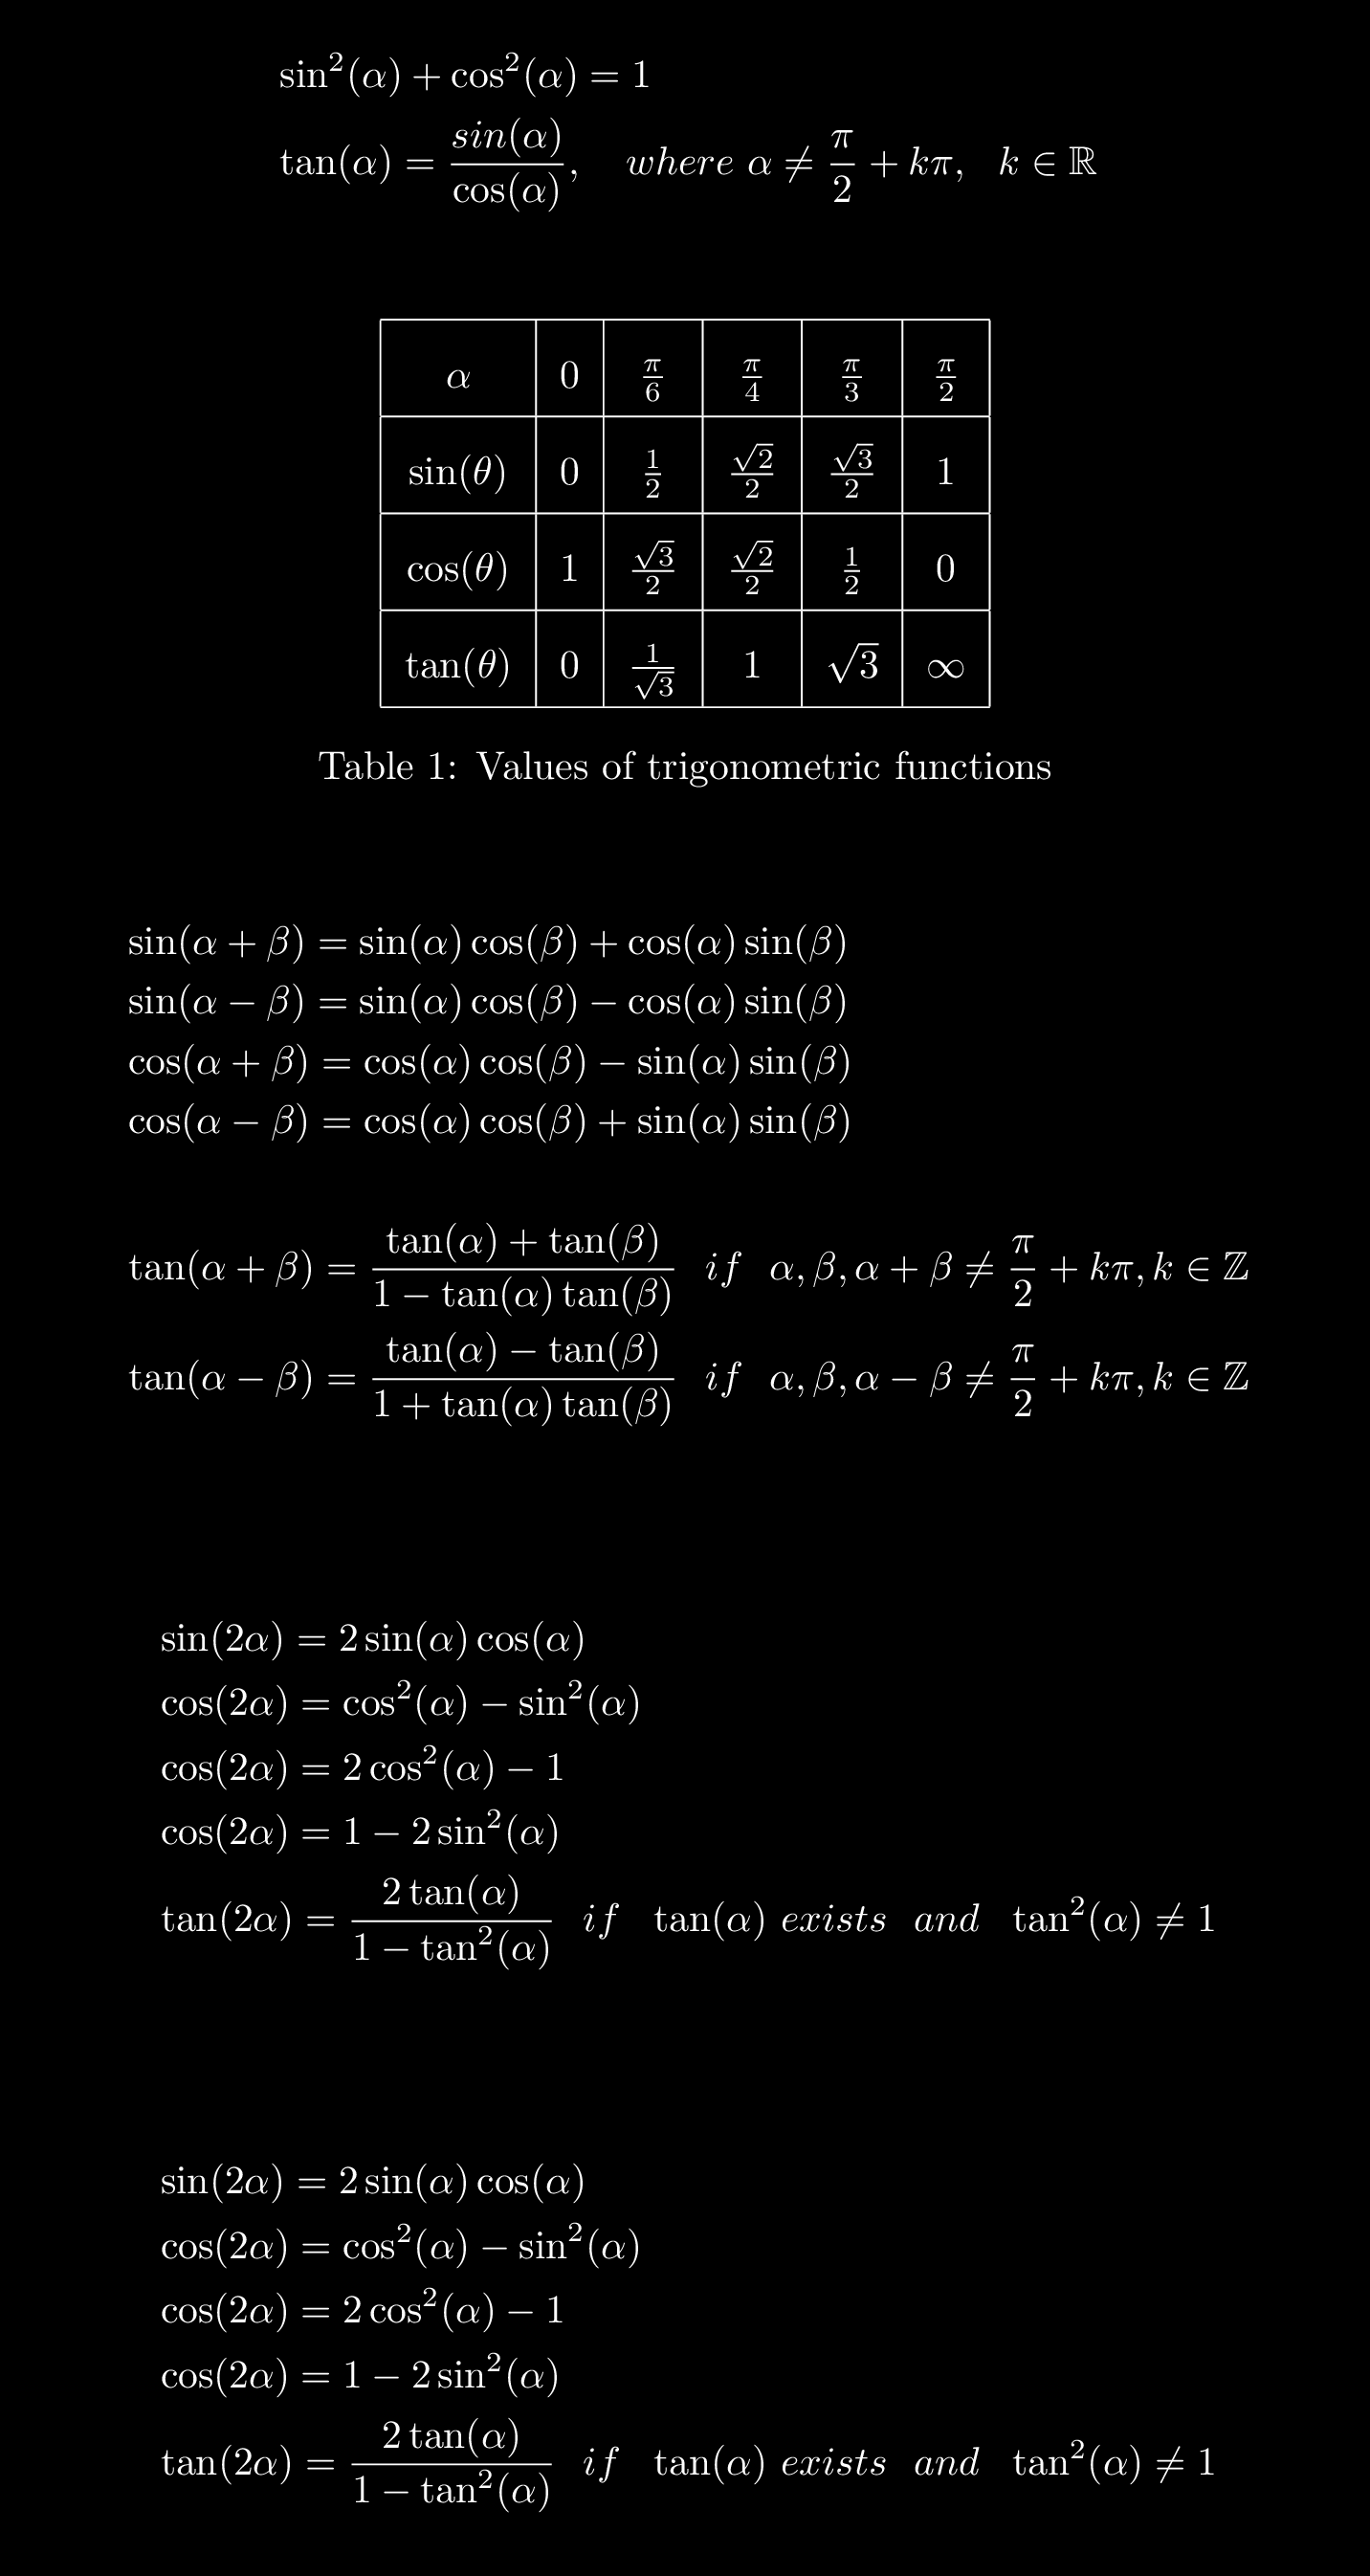 sin²(α) + cos²(α) = 1
tan(α) = sin(α)/cos(α),    where α ≠ π/2 + kπ,  k ∈ ℝ
α 0 π/6 π/4 π/3 π/2
sin(θ) 0 1/2 √2/2 √3/2 1
cos(θ) 1 √3/2 √2/2 1/2 0
tan(θ) 0 1/√3 1 √3 ∞
Table 1: Values of trigonometric functions
sin(α + β) = sin(α) cos(β) + cos(α) sin(β)
sin(α − β) = sin(α) cos(β) − cos(α) sin(β)
cos(α + β) = cos(α) cos(β) − sin(α) sin(β)
cos(α − β) = cos(α) cos(β) + sin(α) sin(β)
tan(α + β) = (tan(α) + tan(β))/(1 − tan(α) tan(β))  if  α, β, α + β ≠ π/2 + kπ, k ∈ ℤ
tan(α − β) = (tan(α) − tan(β))/(1 + tan(α) tan(β))  if  α, β, α − β ≠ π/2 + kπ, k ∈ ℤ
sin(2α) = 2 sin(α) cos(α)
cos(2α) = cos²(α) − sin²(α)
cos(2α) = 2 cos²(α) − 1
cos(2α) = 1 − 2 sin²(α)
tan(2α) = 2 tan(α)/(1 − tan²(α))  if  tan(α) exists  and  tan²(α) ≠ 1
sin(2α) = 2 sin(α) cos(α)
cos(2α) = cos²(α) − sin²(α)
cos(2α) = 2 cos²(α) − 1
cos(2α) = 1 − 2 sin²(α)
tan(2α) = 2 tan(α)/(1 − tan²(α))  if  tan(α) exists  and  tan²(α) ≠ 1